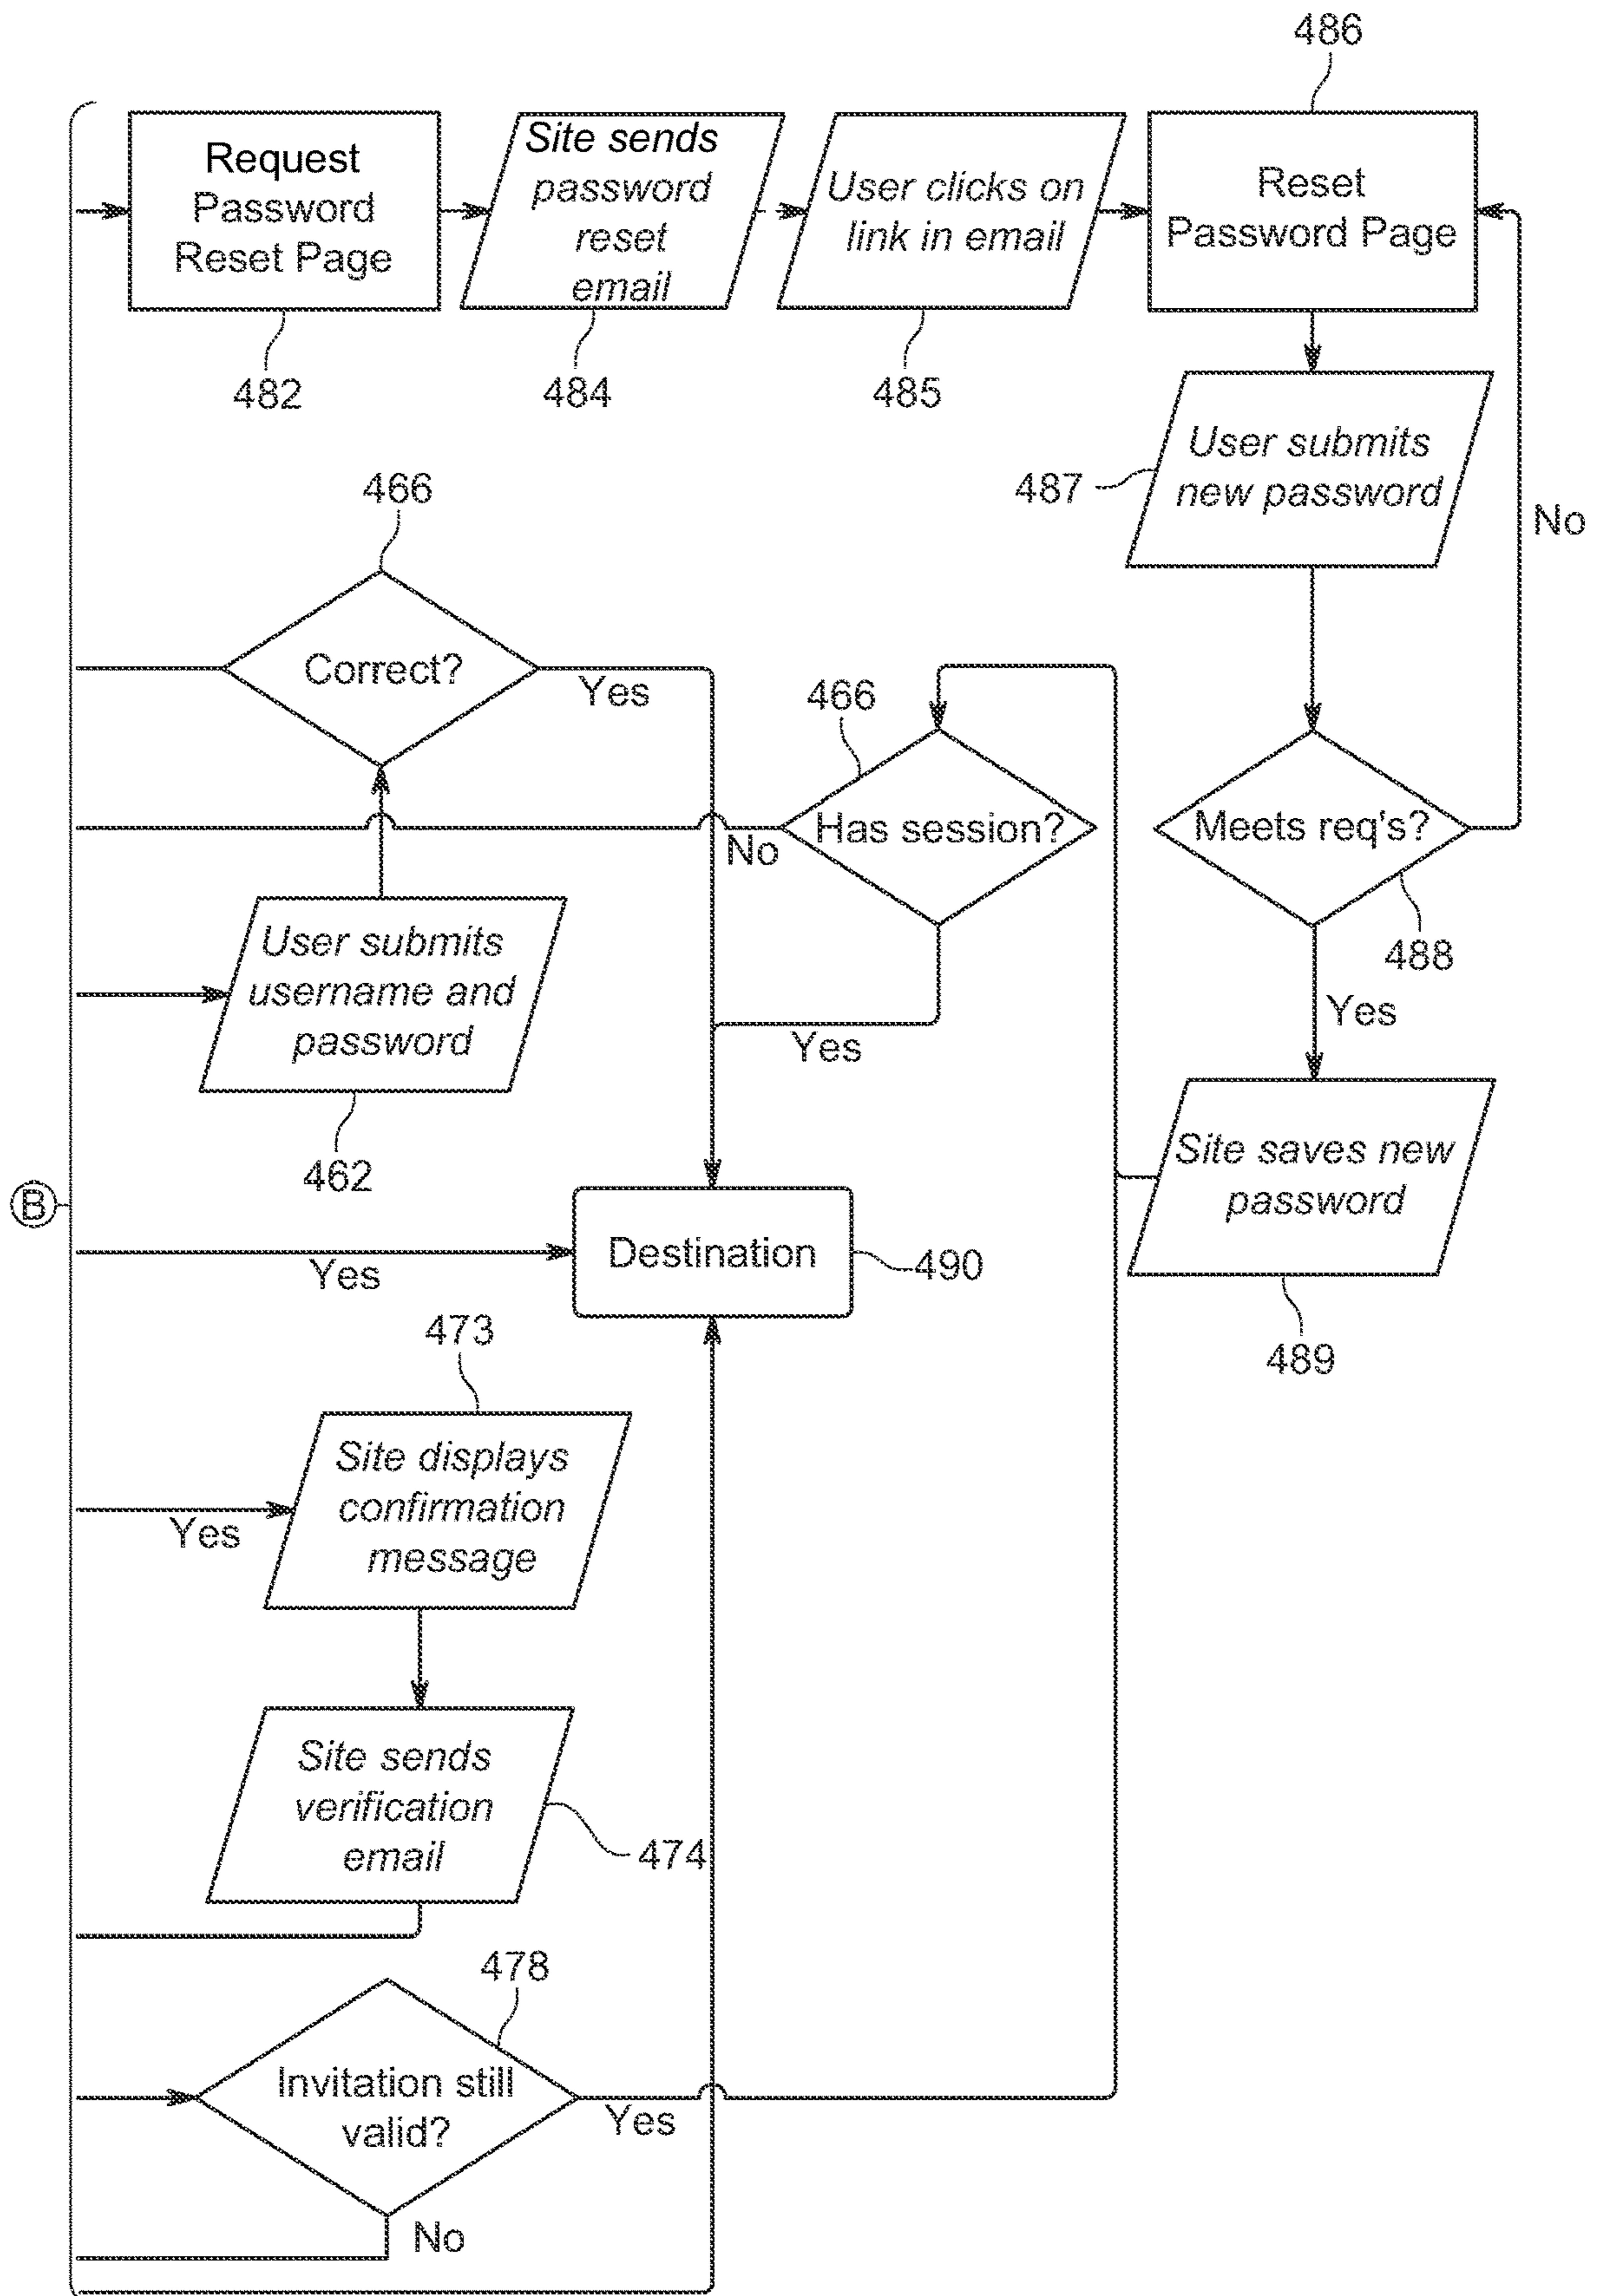 486
Request
Password
Reset Page
Site sends
password
reset
email
User clicks on
link in email
Reset
Password Page
482
484
485
User submits
new password
487
No
466
Correct?
Yes
466
Has session?
No
Meets req's?
488
User submits
username and
password
Yes
Yes
462
Site saves new
password
B
Destination
490
Yes
489
473
Site displays
confirmation
message
Yes
Site sends
verification
email
474
478
Invitation still
valid?
Yes
No